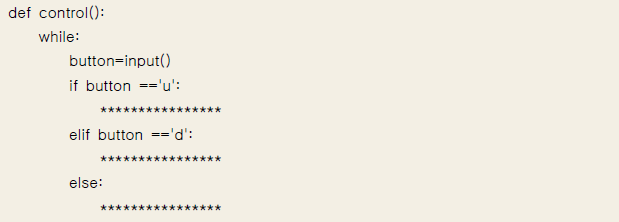 def control():
while:
button=input()
if button =='u':
****************
elif button =='d':
****************
else:
****************